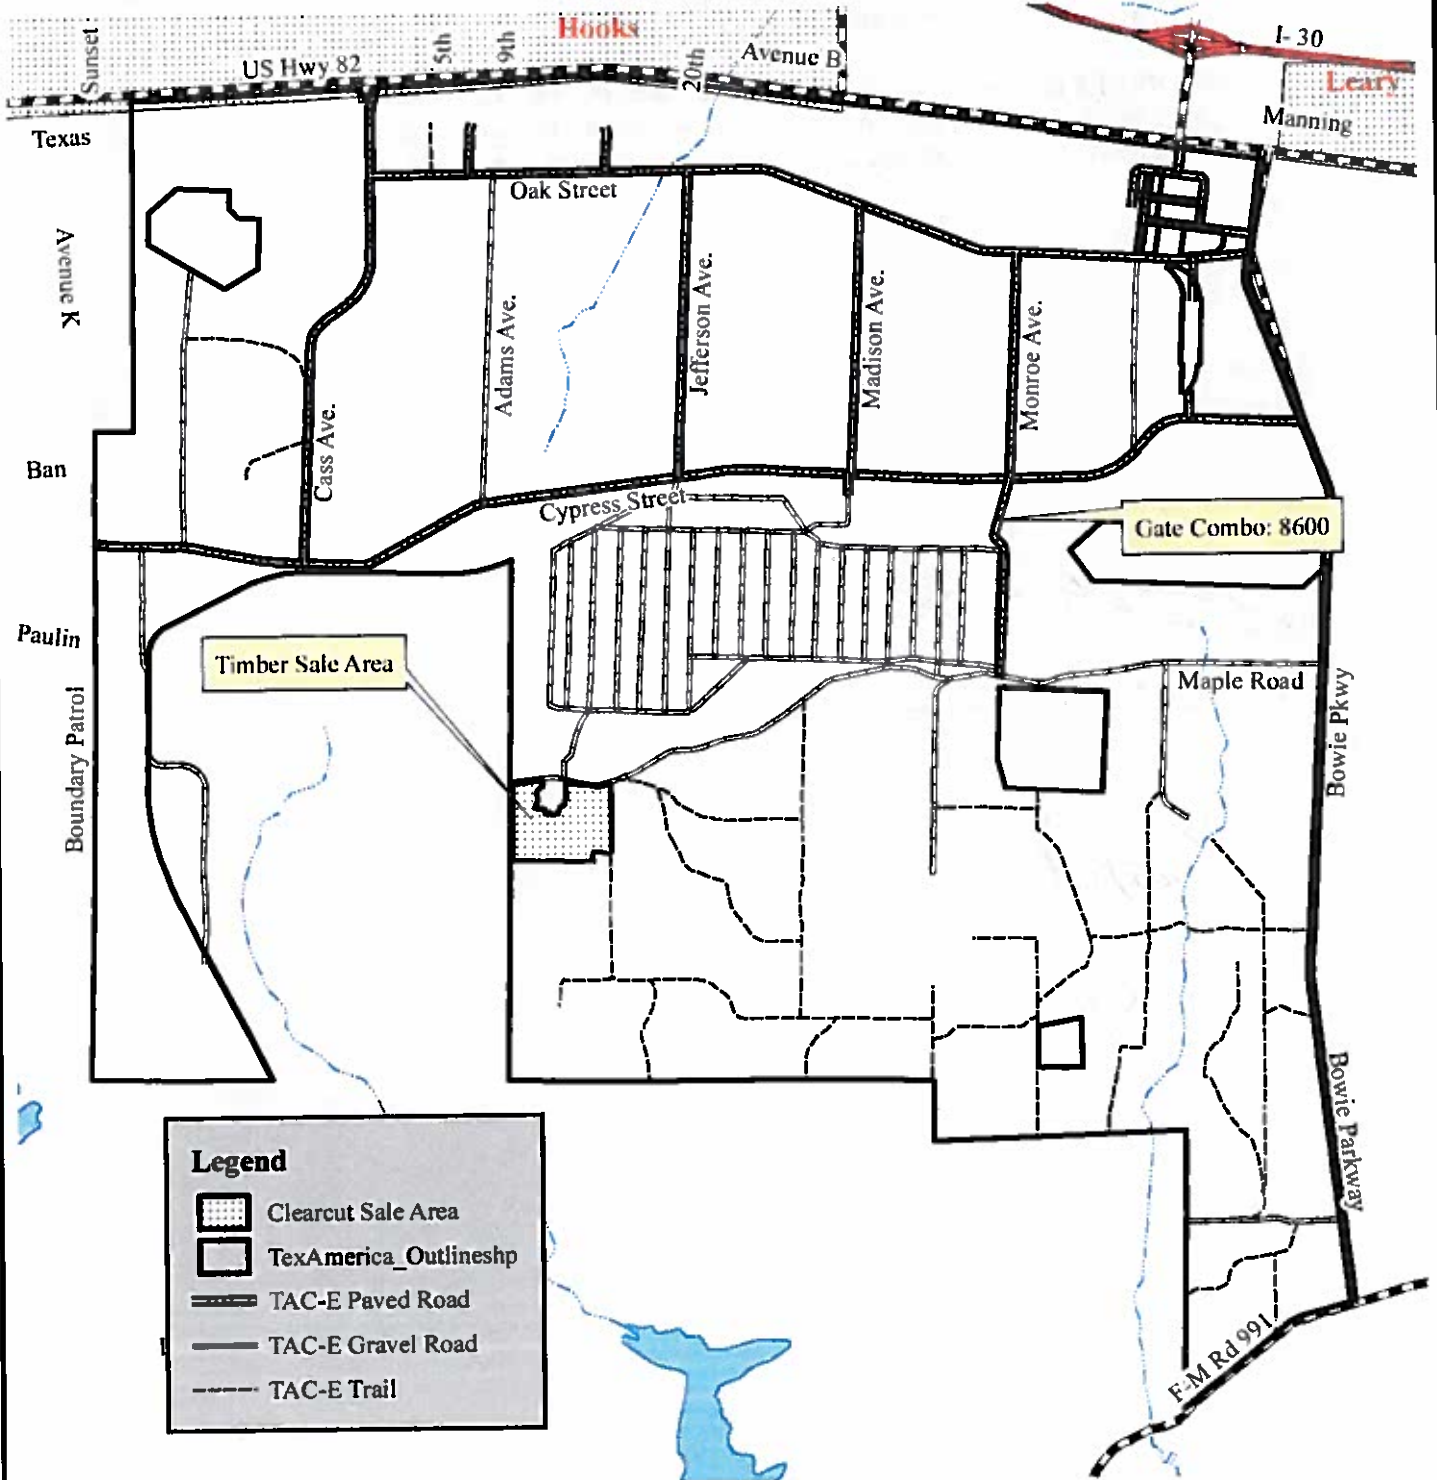 Sunset
5th
9th
Hooks
20th
Avenue B
I- 30
US Hwy 82
Leary
Manning
Texas
Oak Street
Avenue K
Adams Ave.
Jefferson Ave.
Madison Ave.
Monroe Ave.
Cass Ave.
Ban
Cypress Street
Gate Combo: 8600
Paulin
Timber Sale Area
Maple Road
Boundary Patrol
Bowie Pkwy
Bowie Parkway
Legend
Clearcut Sale Area
TexAmerica_Outlineshp
TAC-E Paved Road
TAC-E Gravel Road
TAC-E Trail
F-M Rd 991